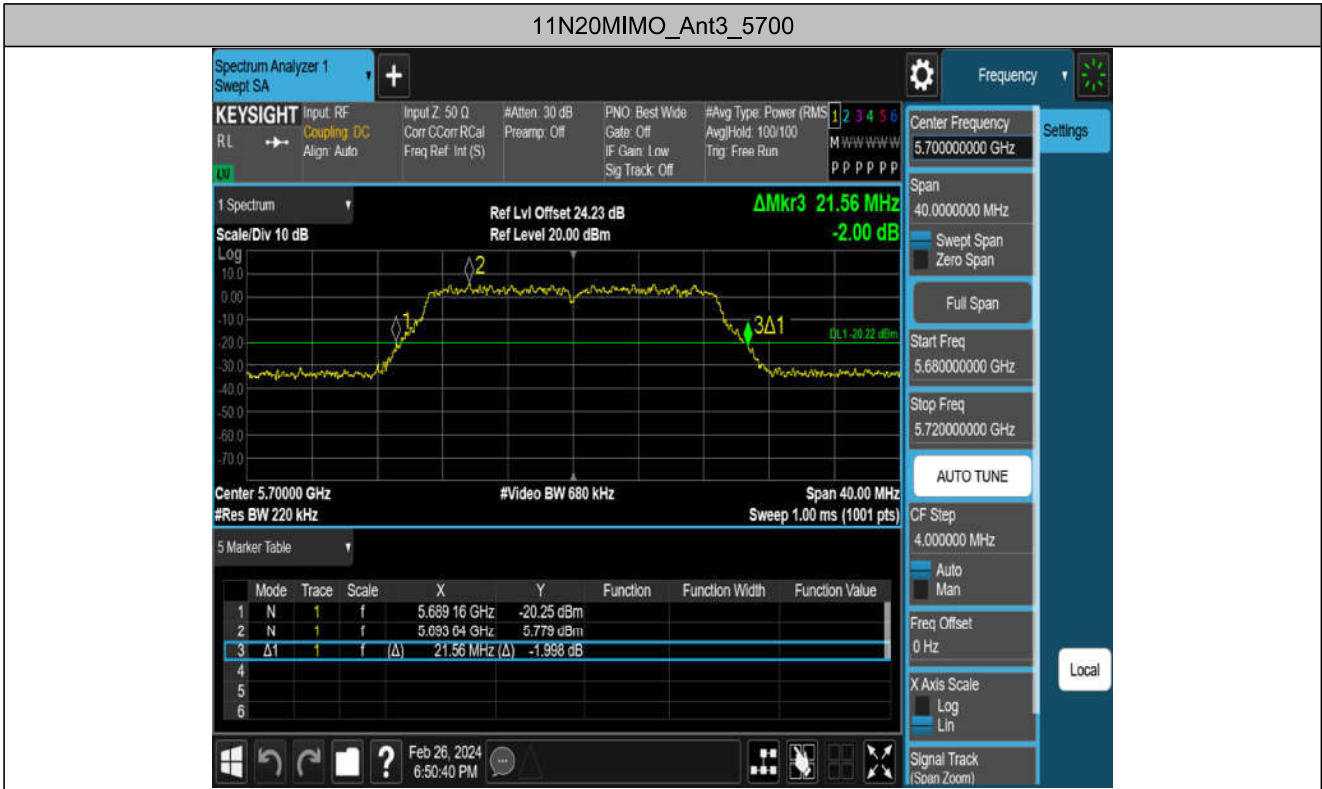 11N20MIMO_Ant3_5700
Spectrum Analyzer 1
Swept SA
+
Frequency
KEYSIGHT
RL
Input: RF
Coupling: DC
Align: Auto
Input Z: 50 Ω
Corr CCorr RCal
Freq Ref: Int (S)
#Atten: 30 dB
Preamp: Off
PNO: Best Wide
Gate: Off
IF Gain: Low
Sig Track: Off
#Avg Type: Power (RMS
Avg|Hold: 100/100
Trig: Free Run
1 2 3 4 5 6
M W W W W W
P P P P P P
1 Spectrum
Scale/Div 10 dB
Ref Lvl Offset 24.23 dB
Ref Level 20.00 dBm
ΔMkr3 21.56 MHz
-2.00 dB
Log
10.0
0.00
-10.0
-20.0
-30.0
-40.0
-50.0
-60.0
-70.0
2
1
3Δ1
DL1 -20.22 dBm
Center 5.70000 GHz
#Video BW 680 kHz
Span 40.00 MHz
#Res BW 220 kHz
Sweep 1.00 ms (1001 pts)
5 Marker Table
Mode Trace Scale X Y Function Function Width Function Value
1 N 1 f 5.689 16 GHz -20.25 dBm
2 N 1 f 5.693 64 GHz 5.779 dBm
3 Δ1 1 f (Δ) 21.56 MHz (Δ) -1.998 dB
4
5
6
?
Feb 26, 2024
6:50:40 PM
Center Frequency
5.700000000 GHz
Settings
Span
40.0000000 MHz
Swept Span
Zero Span
Full Span
Start Freq
5.680000000 GHz
Stop Freq
5.720000000 GHz
AUTO TUNE
CF Step
4.000000 MHz
Auto
Man
Freq Offset
0 Hz
Local
X Axis Scale
Log
Lin
Signal Track
(Span Zoom)